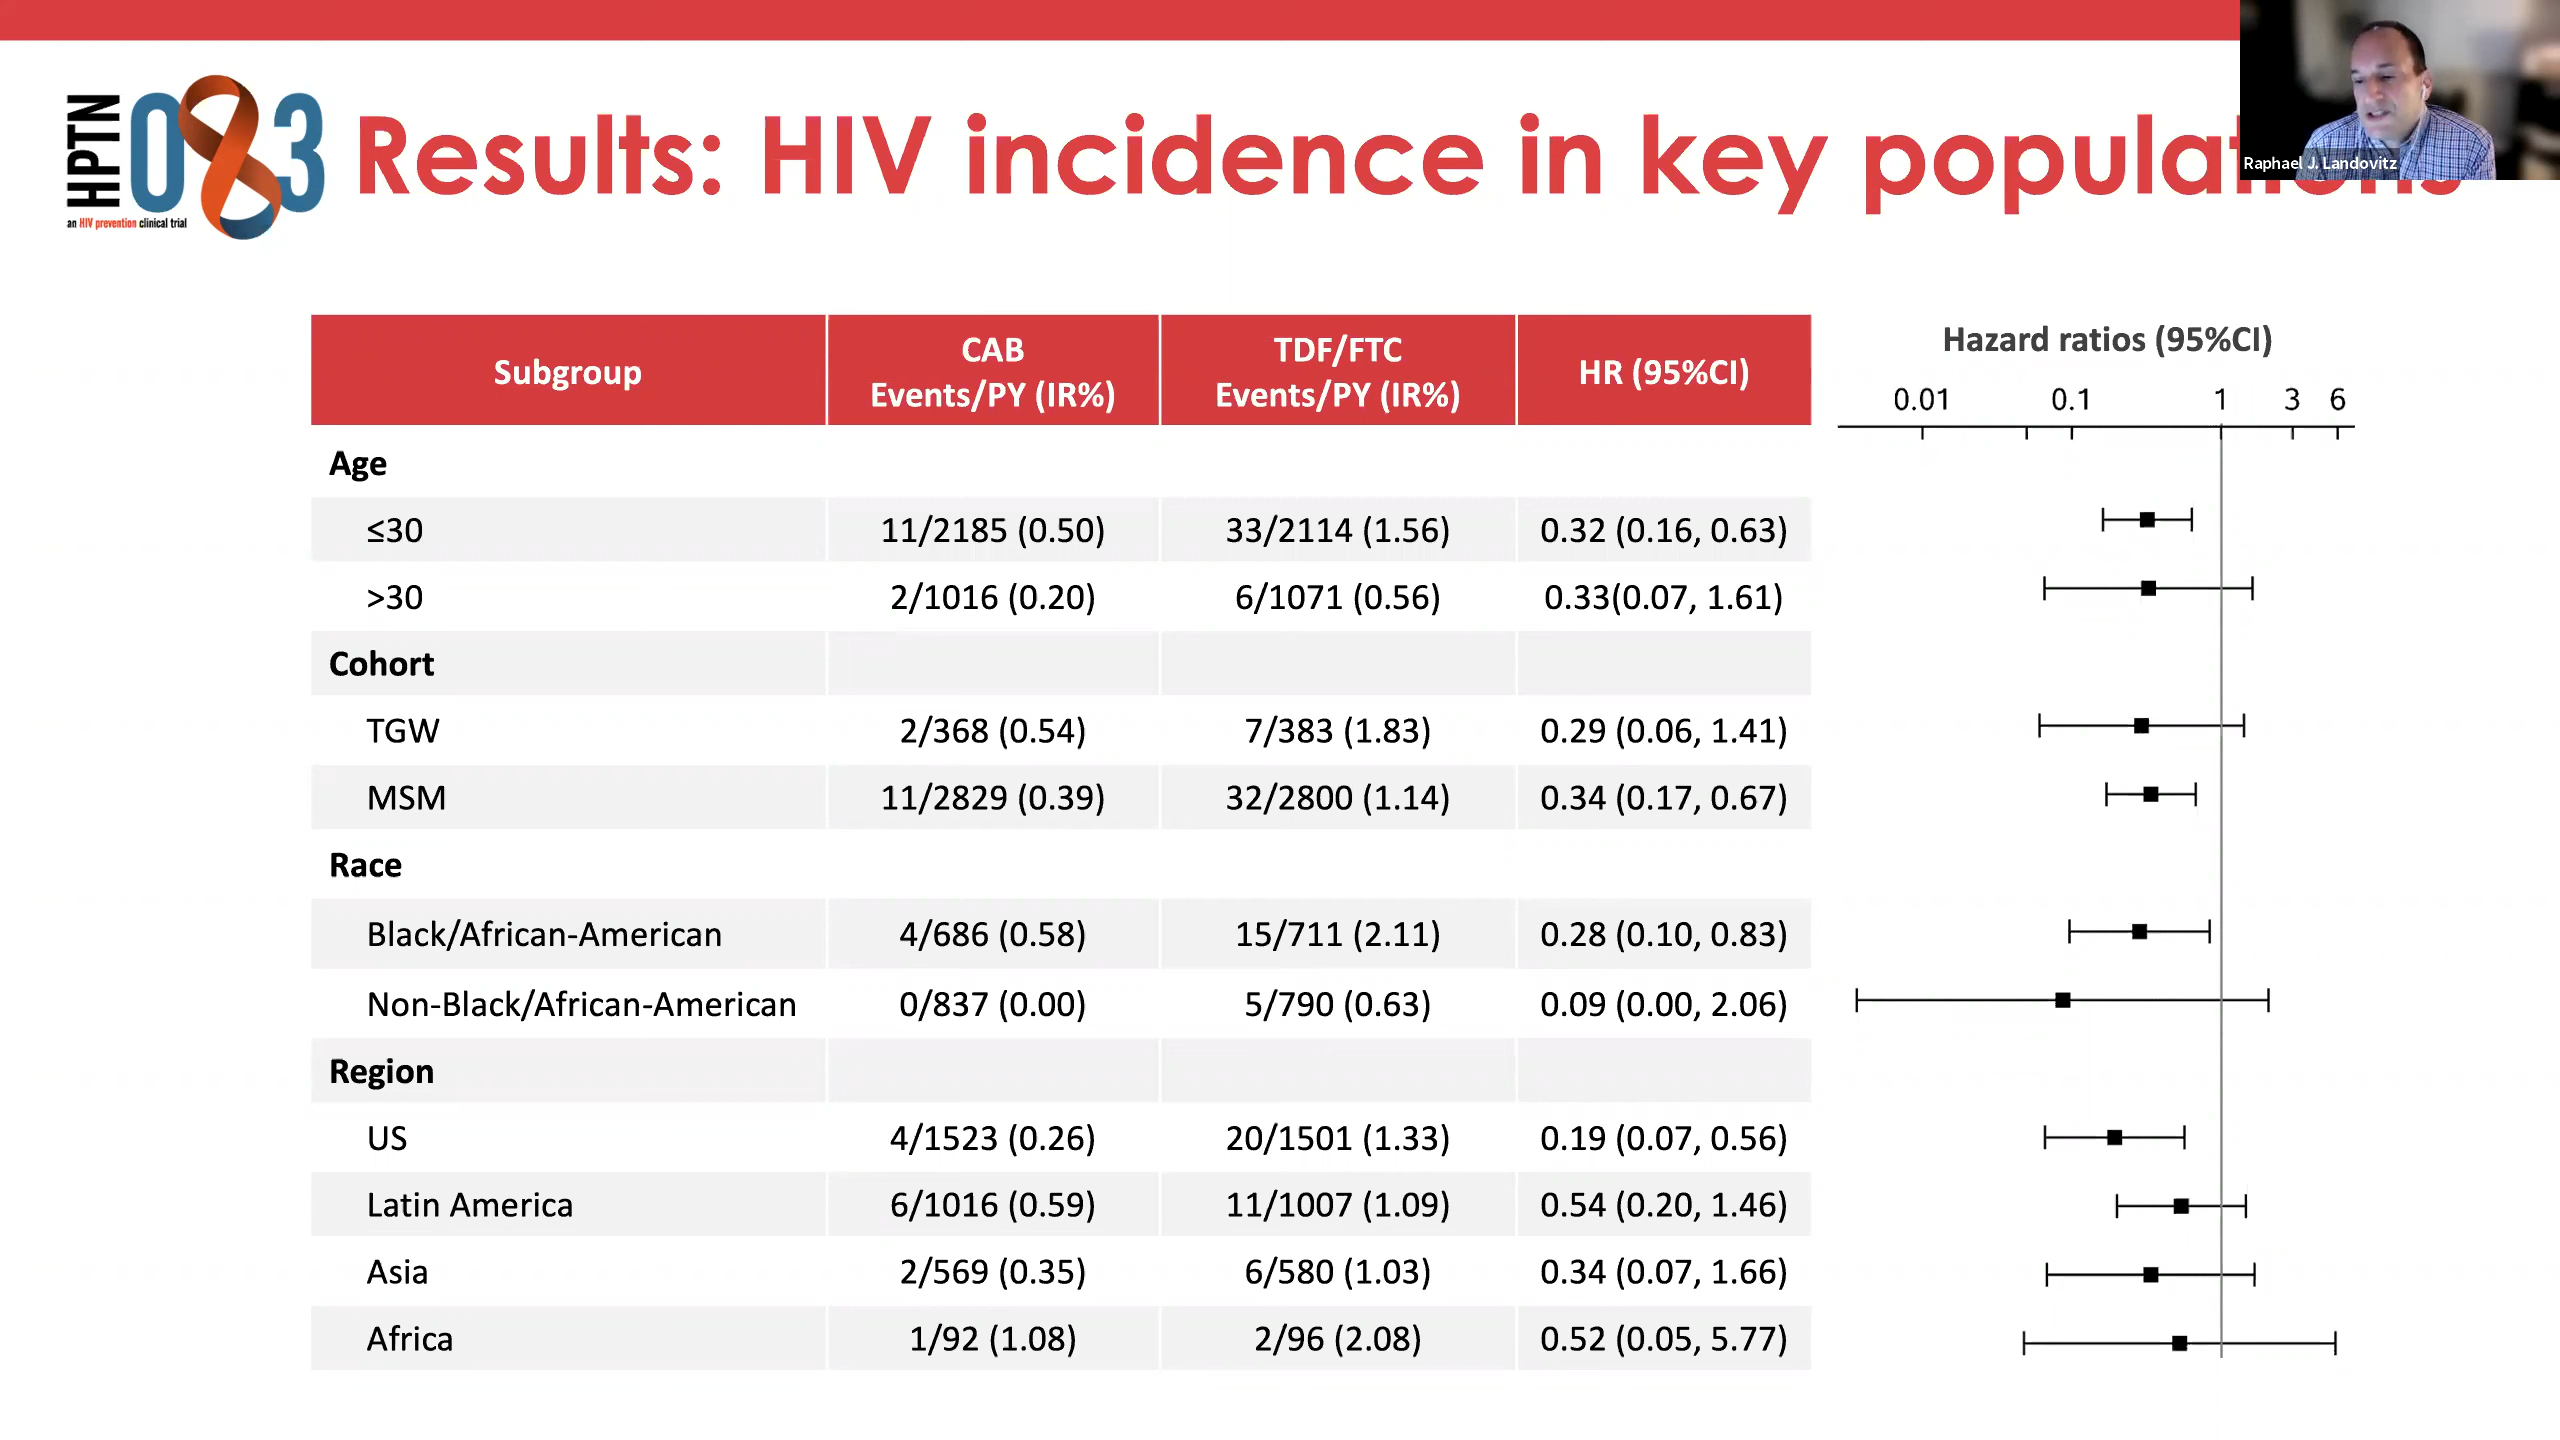 HPTN 083
an HIV prevention clinical trial
Results: HIV incidence in key populations
Raphael J. Landovitz
Subgroup CAB Events/PY (IR%) TDF/FTC Events/PY (IR%) HR (95%CI)
Hazard ratios (95%CI)
0.01 0.1 1 3 6
Age
≤30 11/2185 (0.50) 33/2114 (1.56) 0.32 (0.16, 0.63)
>30 2/1016 (0.20) 6/1071 (0.56) 0.33(0.07, 1.61)
Cohort
TGW 2/368 (0.54) 7/383 (1.83) 0.29 (0.06, 1.41)
MSM 11/2829 (0.39) 32/2800 (1.14) 0.34 (0.17, 0.67)
Race
Black/African-American 4/686 (0.58) 15/711 (2.11) 0.28 (0.10, 0.83)
Non-Black/African-American 0/837 (0.00) 5/790 (0.63) 0.09 (0.00, 2.06)
Region
US 4/1523 (0.26) 20/1501 (1.33) 0.19 (0.07, 0.56)
Latin America 6/1016 (0.59) 11/1007 (1.09) 0.54 (0.20, 1.46)
Asia 2/569 (0.35) 6/580 (1.03) 0.34 (0.07, 1.66)
Africa 1/92 (1.08) 2/96 (2.08) 0.52 (0.05, 5.77)